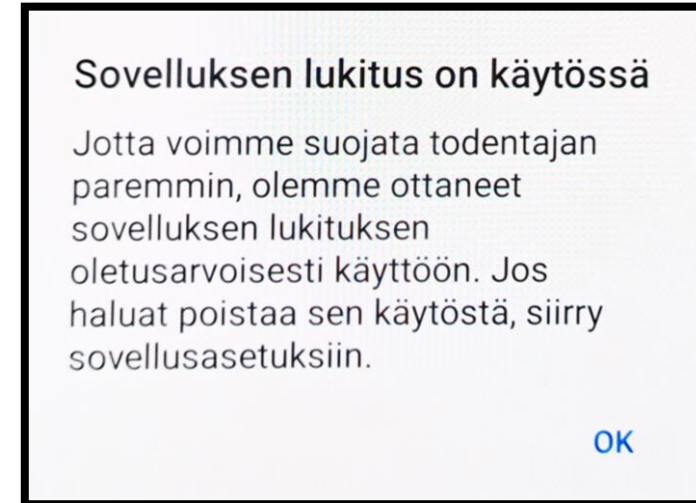 Sovelluksen lukitus on käytössä
Jotta voimme suojata todentajan
paremmin, olemme ottaneet
sovelluksen lukituksen
oletusarvoisesti käyttöön. Jos
haluat poistaa sen käytöstä, siirry
sovellusasetuksiin.
OK